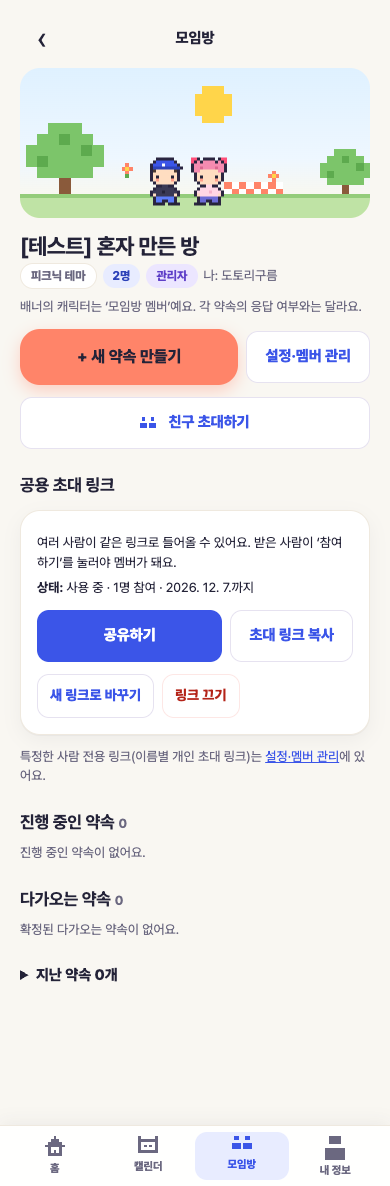 ❮ 모임방
[테스트] 혼자 만든 방
피크닉 테마 2명 관리자 나: 도토리구름
배너의 캐릭터는 ‘모임방 멤버’예요. 각 약속의 응답 여부와는 달라요.
+ 새 약속 만들기 설정·멤버 관리
친구 초대하기
공용 초대 링크
여러 사람이 같은 링크로 들어올 수 있어요. 받은 사람이 ‘참여
하기’를 눌러야 멤버가 돼요.
상태: 사용 중 · 1명 참여 · 2026. 12. 7.까지
공유하기 초대 링크 복사
새 링크로 바꾸기 링크 끄기
특정한 사람 전용 링크(이름별 개인 초대 링크)는 설정·멤버 관리에 있
어요.
진행 중인 약속 0
진행 중인 약속이 없어요.
다가오는 약속 0
확정된 다가오는 약속이 없어요.
▶ 지난 약속 0개
홈 캘린더 모임방 내 정보